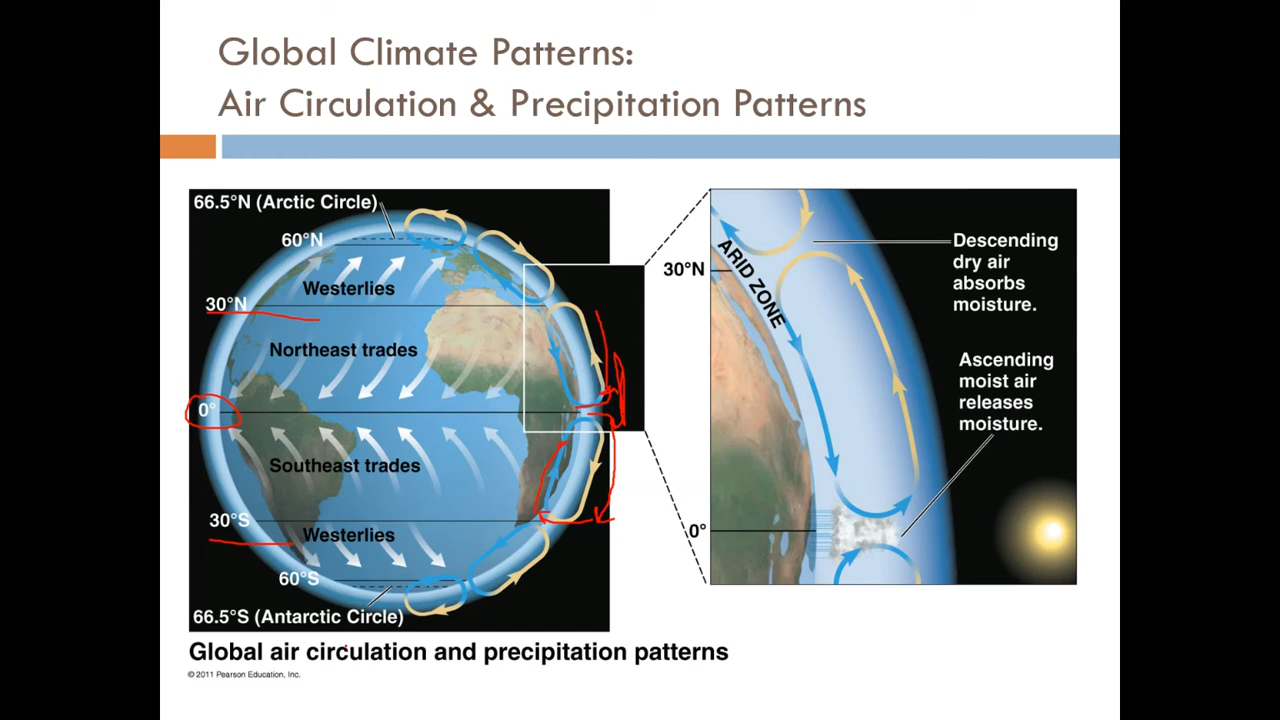 Global Climate Patterns:
Air Circulation & Precipitation Patterns
66.5°N (Arctic Circle)
60°N
Westerlies
30°N
Northeast trades
0°
Southeast trades
30°S
Westerlies
60°S
66.5°S (Antarctic Circle)
30°N
ARID ZONE
Descending
dry air
absorbs
moisture.
Ascending
moist air
releases
moisture.
0°
Global air circulation and precipitation patterns
© 2011 Pearson Education, Inc.